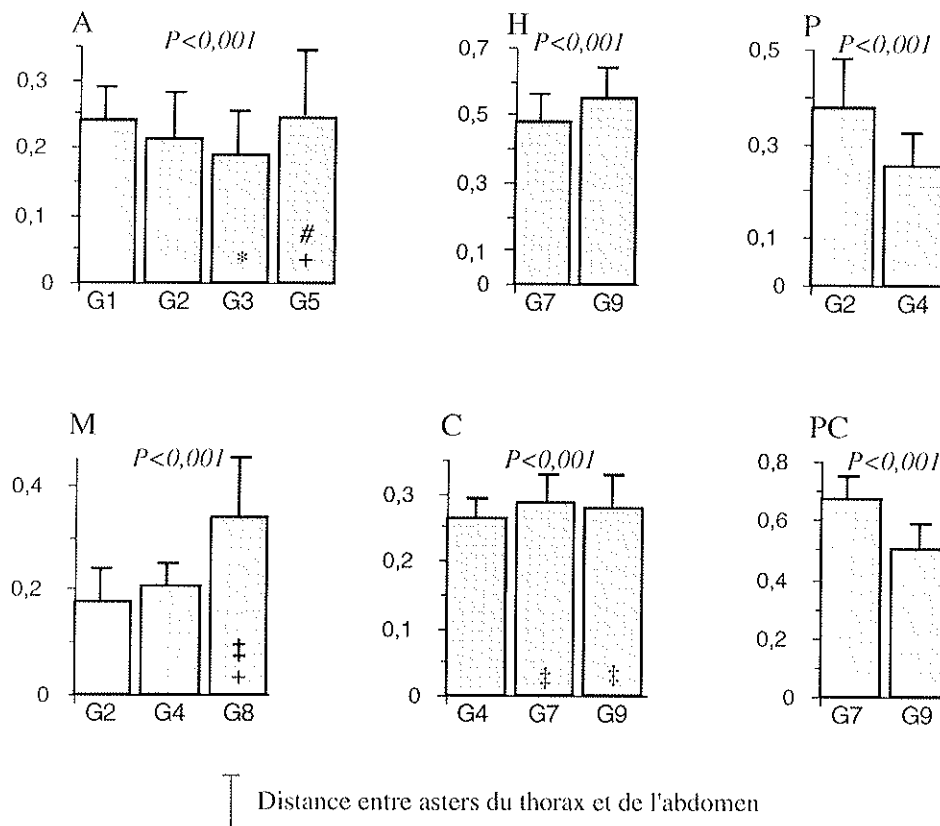 A
P<0,001
0,3
0,2
0,1
0
*
#
+
G1 G2 G3 G5
H
P<0,001
0,7
0,5
0,3
0,1
0
G7 G9
P
P<0,001
0,5
0,3
0,1
0
G2 G4
M
P<0,001
0,4
0,2
0
‡
+
G2 G4 G8
C
P<0,001
0,3
0,2
0,1
0
‡ ‡
G4 G7 G9
PC
P<0,001
0,8
0,6
0,4
0,2
0
G7 G9
Distance entre asters du thorax et de l'abdomen